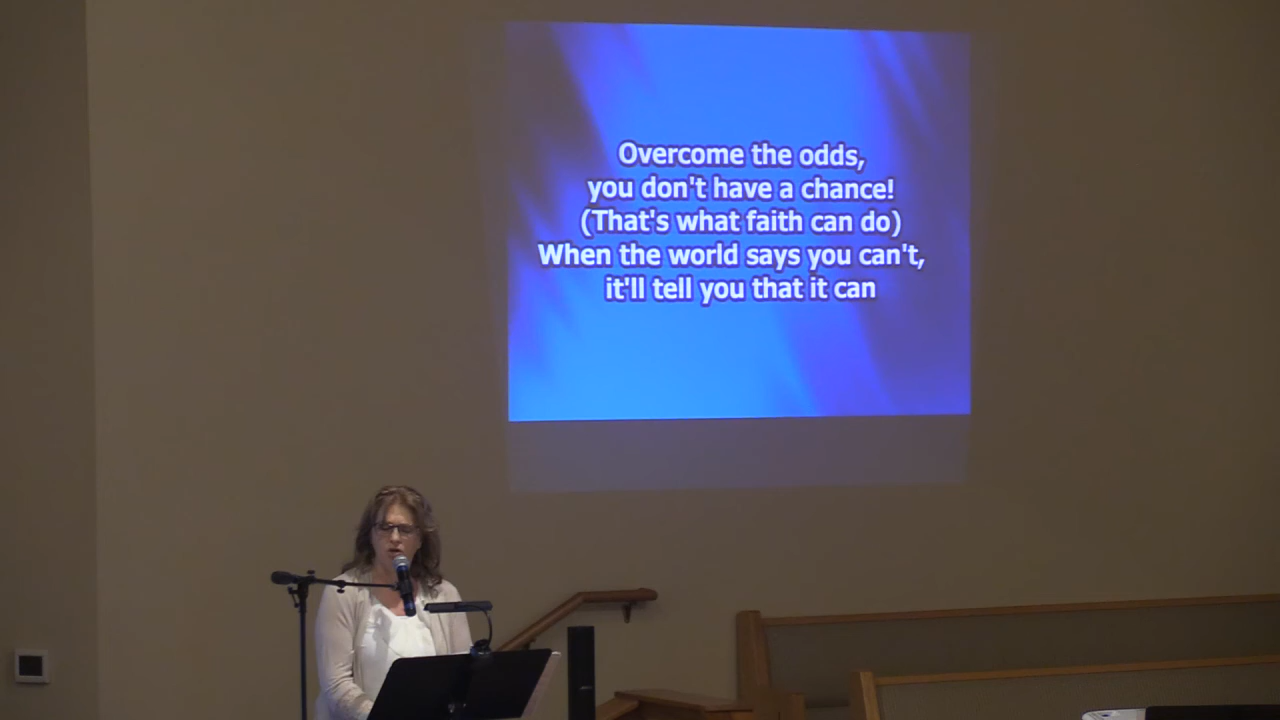 Overcome the odds,
you don't have a chance!
(That's what faith can do)
When the world says you can't,
it'll tell you that it can